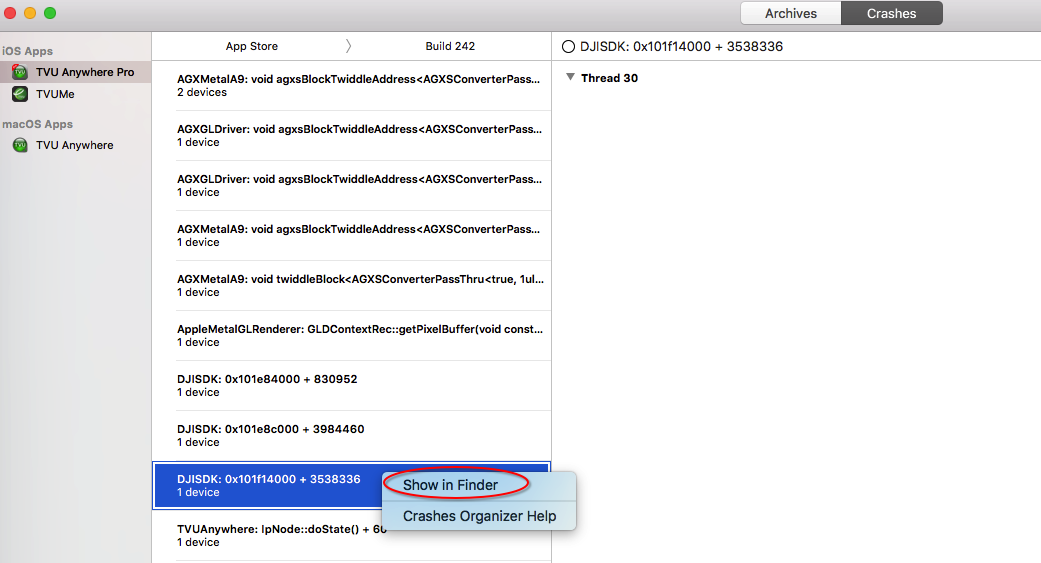 Archives Crashes
iOS Apps
TVU Anywhere Pro
TVUMe
macOS Apps
TVU Anywhere
App Store Build 242
AGXMetalA9: void agxsBlockTwiddleAddress<AGXSConverterPass...
2 devices
AGXGLDriver: void agxsBlockTwiddleAddress<AGXSConverterPass...
1 device
AGXGLDriver: void agxsBlockTwiddleAddress<AGXSConverterPass...
1 device
AGXMetalA9: void agxsBlockTwiddleAddress<AGXSConverterPass...
1 device
AGXMetalA9: void twiddleBlock<AGXSConverterPassThru<true, 1ul...
1 device
AppleMetalGLRenderer: GLDContextRec::getPixelBuffer(void const...
1 device
DJISDK: 0x101e84000 + 830952
1 device
DJISDK: 0x101e8c000 + 3984460
1 device
DJISDK: 0x101f14000 + 3538336
1 device
TVUAnywhere: IpNode::doState() + 60
1 device
Show in Finder
Crashes Organizer Help
DJISDK: 0x101f14000 + 3538336
Thread 30